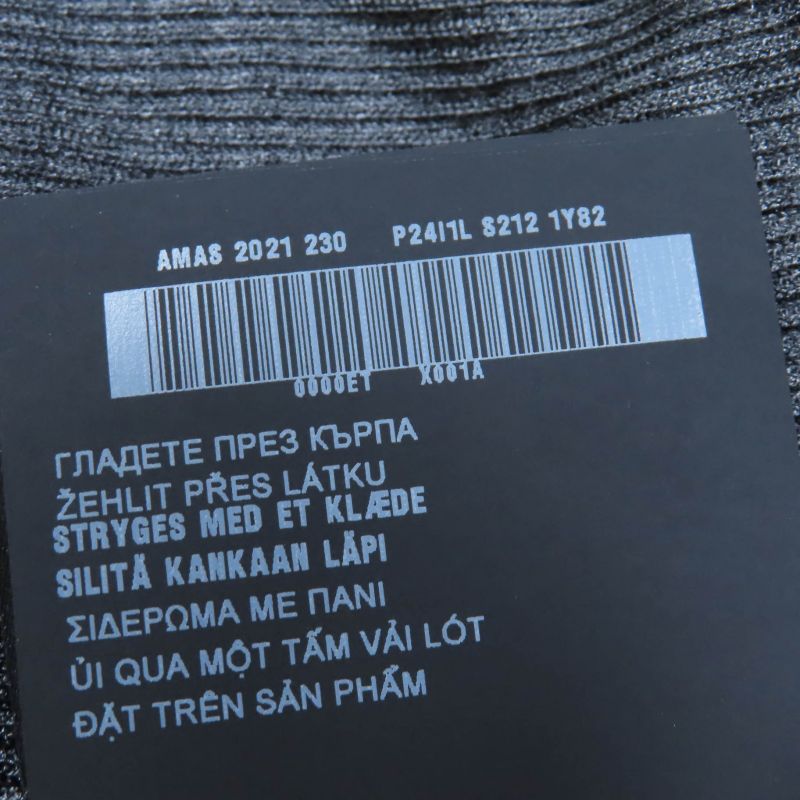 AMAS 2021 230 P24I1L S212 1Y82
0000ET X001A
ГЛАДЕТЕ ПРЕЗ КЪРПА
ŽEHLIT PŘES LÁTKU
STRYGES MED ET KLÆDE
SILITÄ KANKAAN LÄPI
ΣΙΔΕΡΩΜΑ ΜΕ ΠΑΝΙ
ỦI QUA MỘT TẤM VẢI LÓT
ĐẶT TRÊN SẢN PHẨM